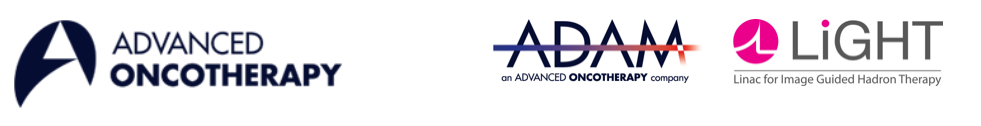 ADVANCED
ONCOTHERAPY
ADAM
an ADVANCED ONCOTHERAPY company
LiGHT
Linac for Image Guided Hadron Therapy